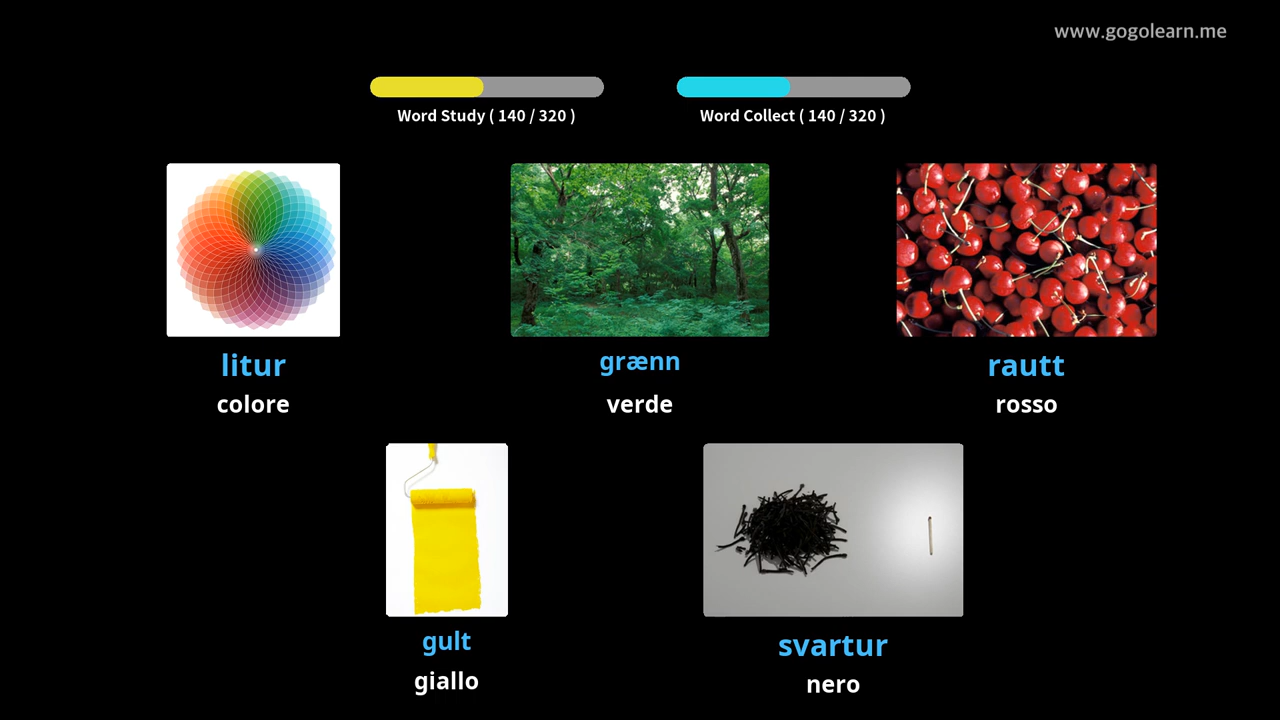 www.gogolearn.me
Word Study ( 140 / 320 )
Word Collect ( 140 / 320 )
litur
colore
grænn
verde
rautt
rosso
gult
giallo
svartur
nero